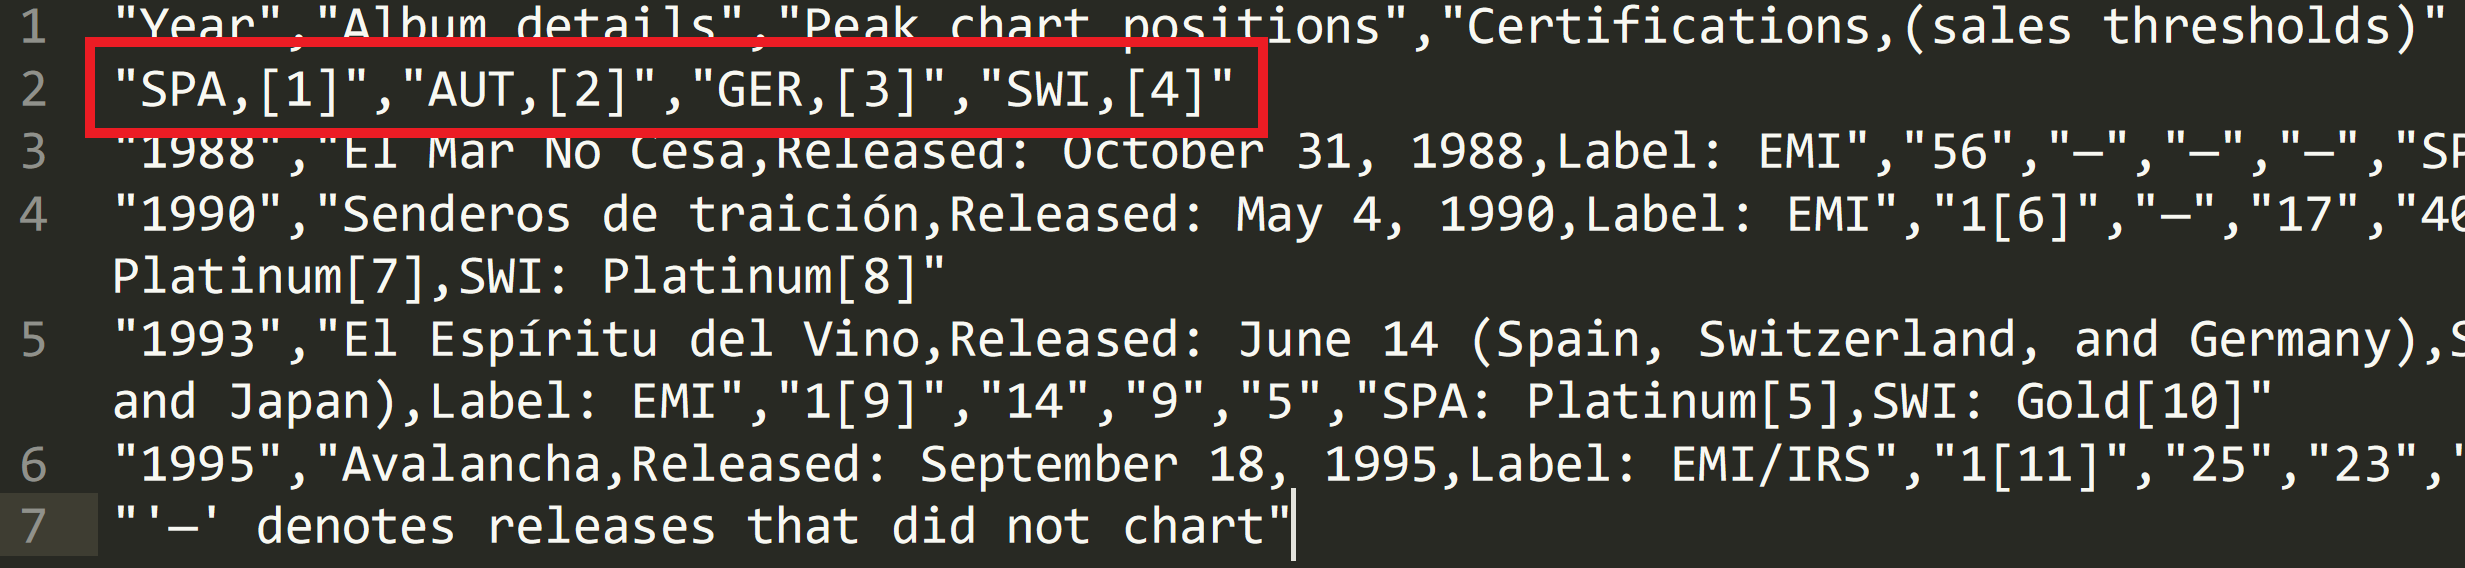 1 "Year","Album details","Peak chart positions","Certifications,(sales thresholds)"
2 "SPA,[1]","AUT,[2]","GER,[3]","SWI,[4]"
3 "1988","El Mar No Cesa,Released: October 31, 1988,Label: EMI","56","—","—","—","SP
4 "1990","Senderos de traición,Released: May 4, 1990,Label: EMI","1[6]","—","17","40
Platinum[7],SWI: Platinum[8]"
5 "1993","El Espíritu del Vino,Released: June 14 (Spain, Switzerland, and Germany),S
and Japan),Label: EMI","1[9]","14","9","5","SPA: Platinum[5],SWI: Gold[10]"
6 "1995","Avalancha,Released: September 18, 1995,Label: EMI/IRS","1[11]","25","23","
7 "'—' denotes releases that did not chart"